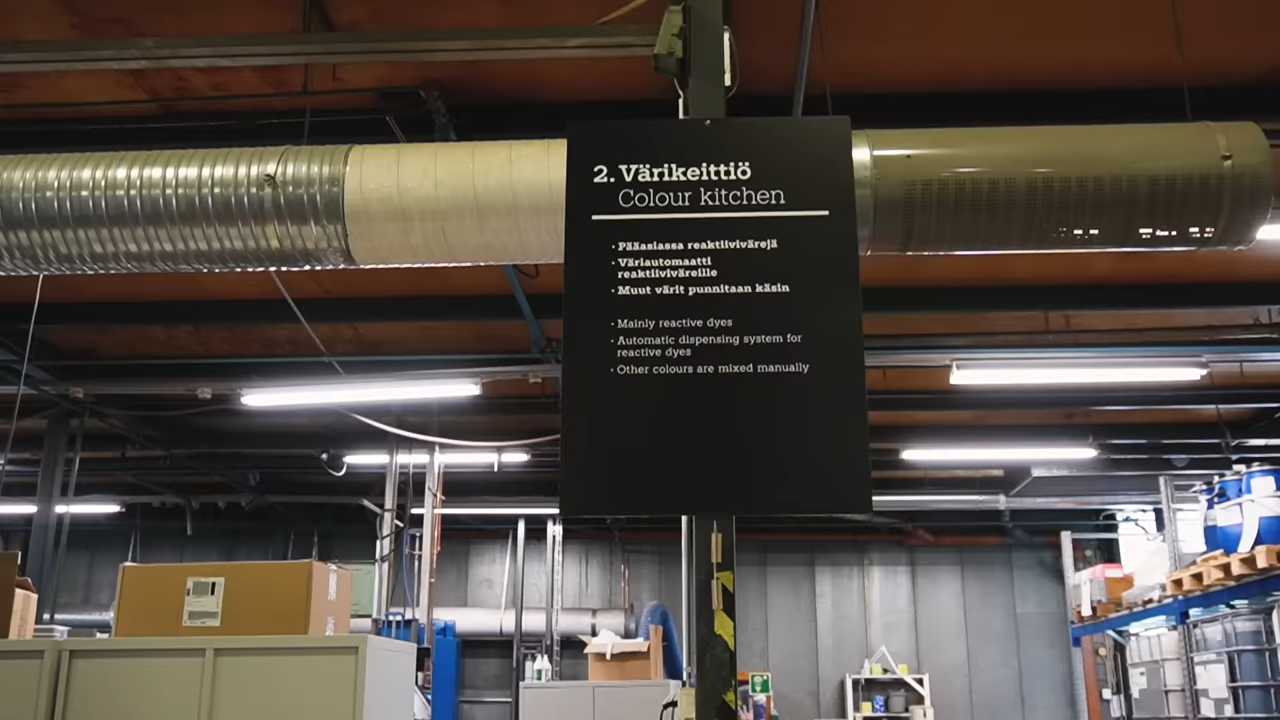 2. Värikeittiö
Colour kitchen
· Pääasiassa reaktiivivärejä
· Väriautomaatti
reaktiiviväreille
· Muut värit punnitaan käsin
· Mainly reactive dyes
· Automatic dispensing system for
reactive dyes
· Other colours are mixed manually